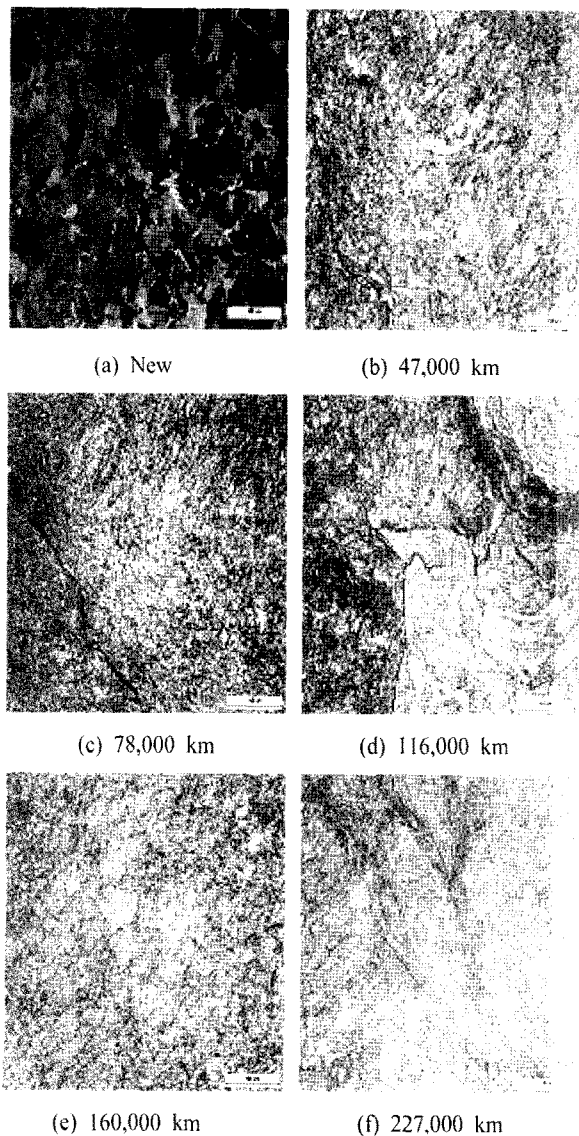 (a) New
(b) 47,000 km
(c) 78,000 km
(d) 116,000 km
(e) 160,000 km
(f) 227,000 km